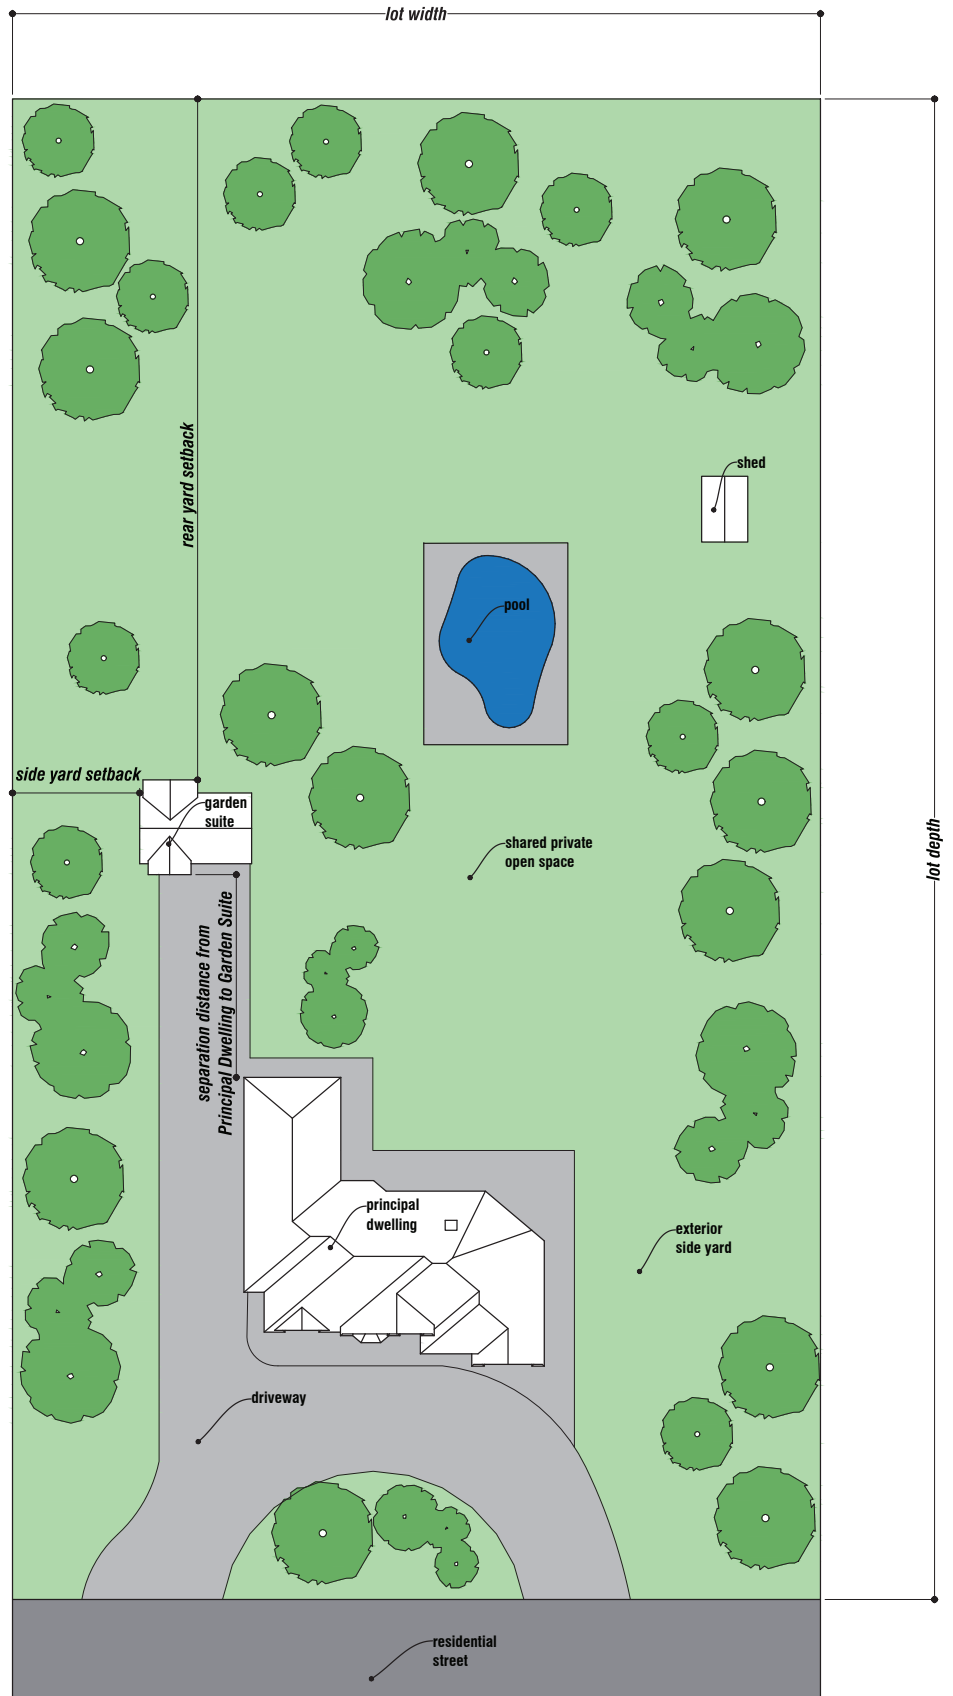 lot width
rear yard setback
shed
pool
side yard setback
garden
suite
shared private
open space
lot depth
separation distance from
Principal Dwelling to Garden Suite
principal
dwelling
exterior
side yard
driveway
residential
street